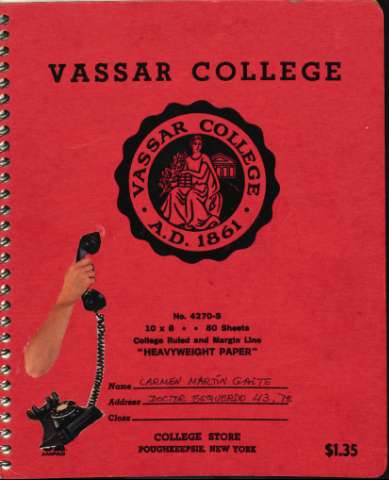 VASSAR COLLEGE
VASSAR COLLEGE
• A.D. 1861 •
No. 4270-S
10 x 8 • • 80 Sheets
College Ruled and Margin Line
"HEAVYWEIGHT PAPER"
Name CARMEN MARTÍN GAITE
Address DOCTOR ESQUERDO 43, 7º
Class
COLLEGE STORE
POUGHKEEPSIE, NEW YORK
$1.35